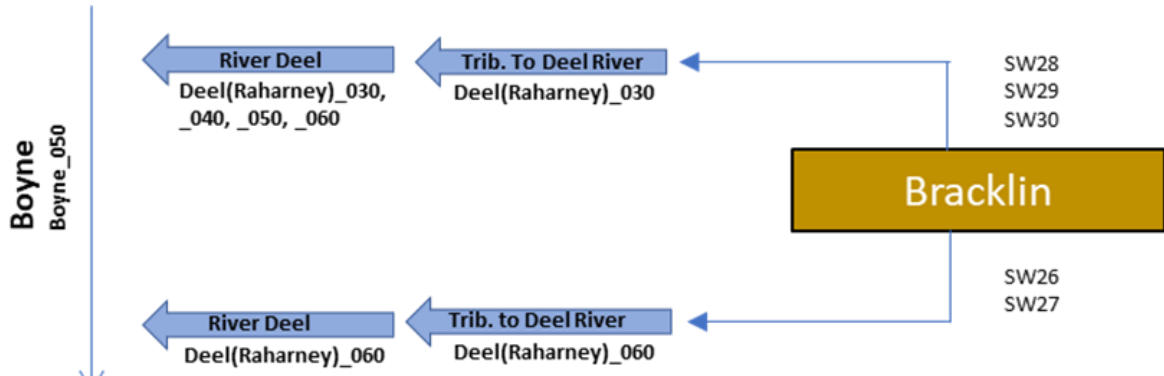 Boyne
Boyne_050
River Deel
Deel(Raharney)_030,
_040, _050, _060
Trib. To Deel River
Deel(Raharney)_030
SW28
SW29
SW30
Bracklin
SW26
SW27
River Deel
Deel(Raharney)_060
Trib. to Deel River
Deel(Raharney)_060